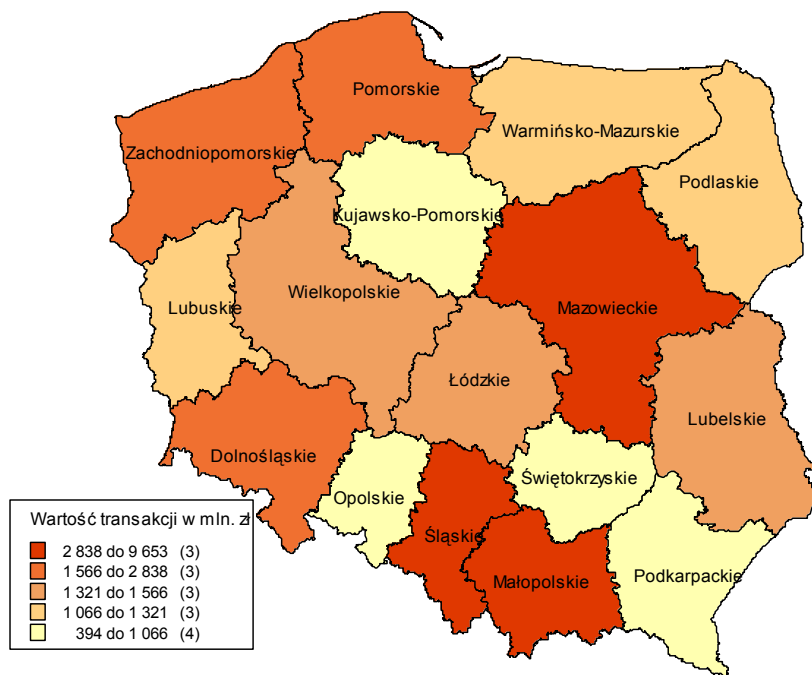 Pomorskie
Warmińsko-Mazurskie
Zachodniopomorskie
Podlaskie
Kujawsko-Pomorskie
Wielkopolskie
Mazowieckie
Lubuskie
Łódzkie
Lubelskie
Dolnośląskie
Świętokrzyskie
Opolskie
Śląskie
Małopolskie
Podkarpackie
Wartość transakcji w mln. zł
2 838 do 9 653 (3)
1 566 do 2 838 (3)
1 321 do 1 566 (3)
1 066 do 1 321 (3)
394 do 1 066 (4)